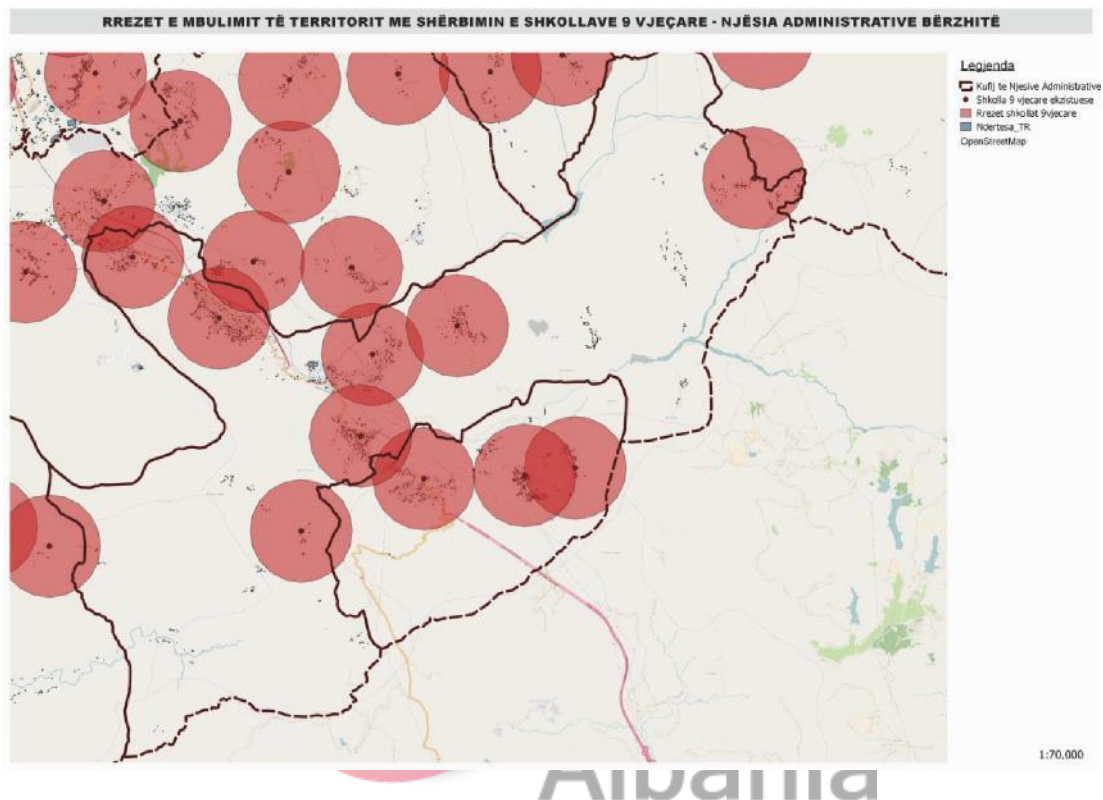 RREZET E MBULIMIT TË TERRITORIT ME SHËRBIMIN E SHKOLLAVE 9 VJEÇARE - NJËSIA ADMINISTRATIVE BËRZHITË
Legjenda
Kufij te Njesive Administrative
Shkolla 9 vjecare ekzistuese
Rrezet shkollat 9vjecare
Ndertesa_TR
OpenStreetMap
1:70,000
Albania